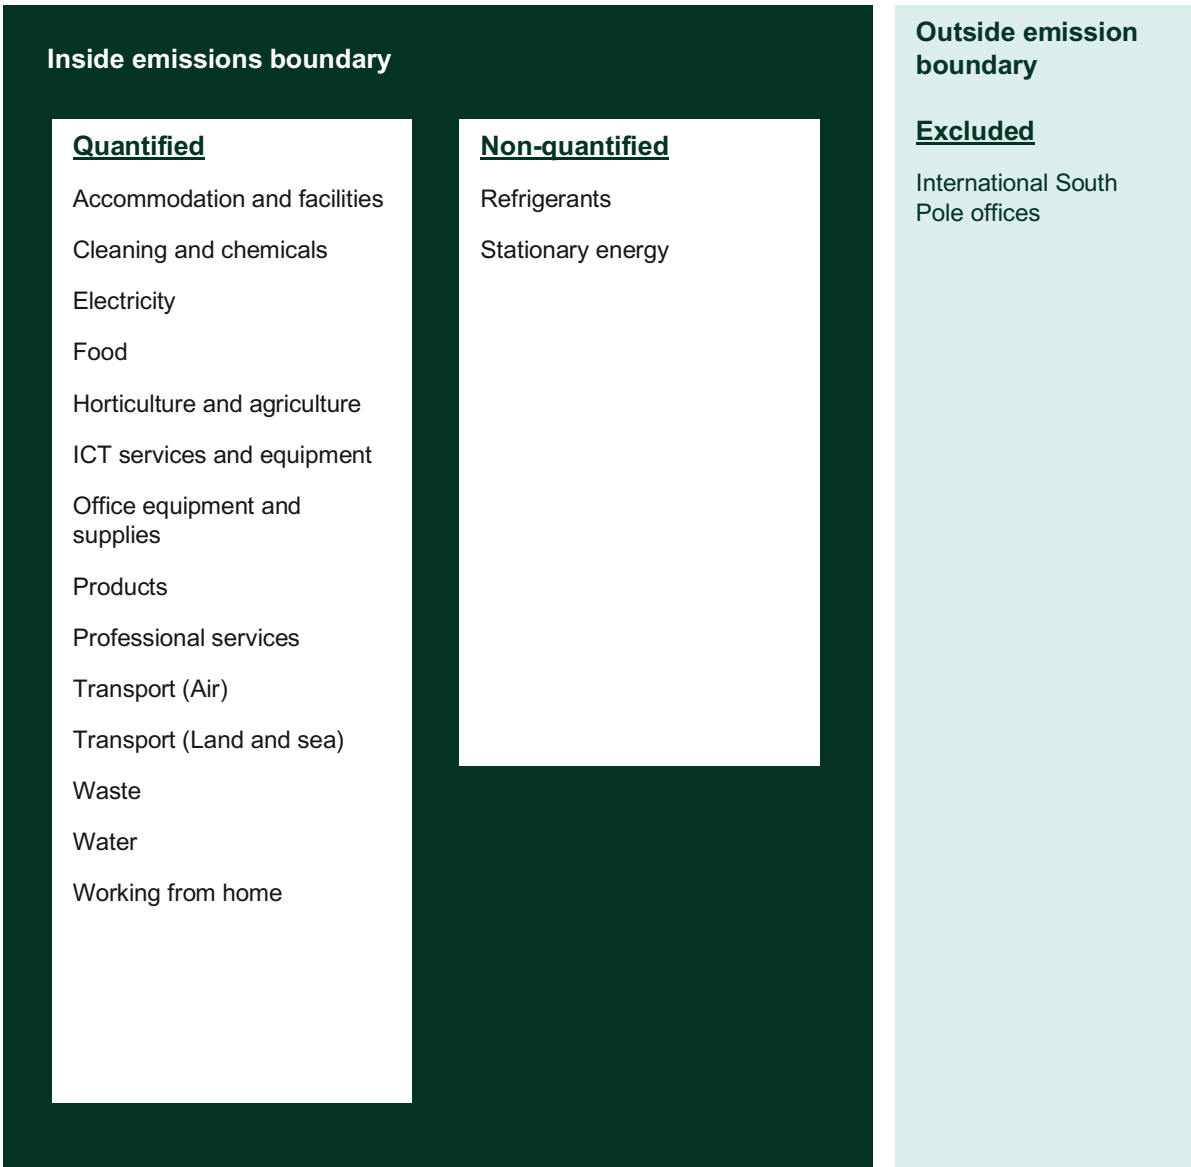 Inside emissions boundary
Quantified
Accommodation and facilities
Cleaning and chemicals
Electricity
Food
Horticulture and agriculture
ICT services and equipment
Office equipment and
supplies
Products
Professional services
Transport (Air)
Transport (Land and sea)
Waste
Water
Working from home
Non-quantified
Refrigerants
Stationary energy
Outside emission
boundary
Excluded
International South
Pole offices